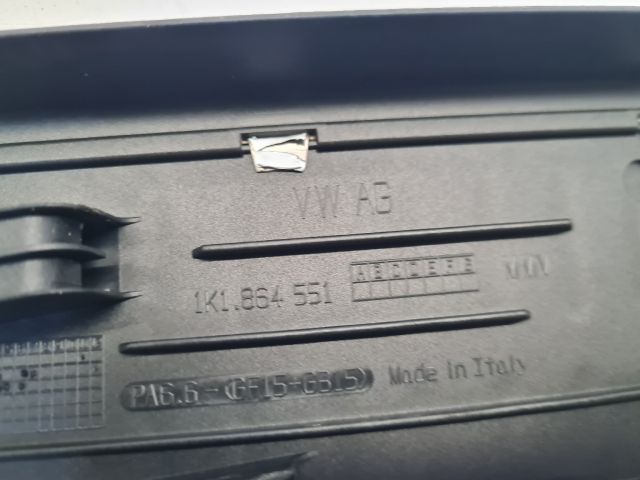 VW AG
1K1.864 551 A B C D E F G
PA6.6-(GF15-GB15) Made in Italy